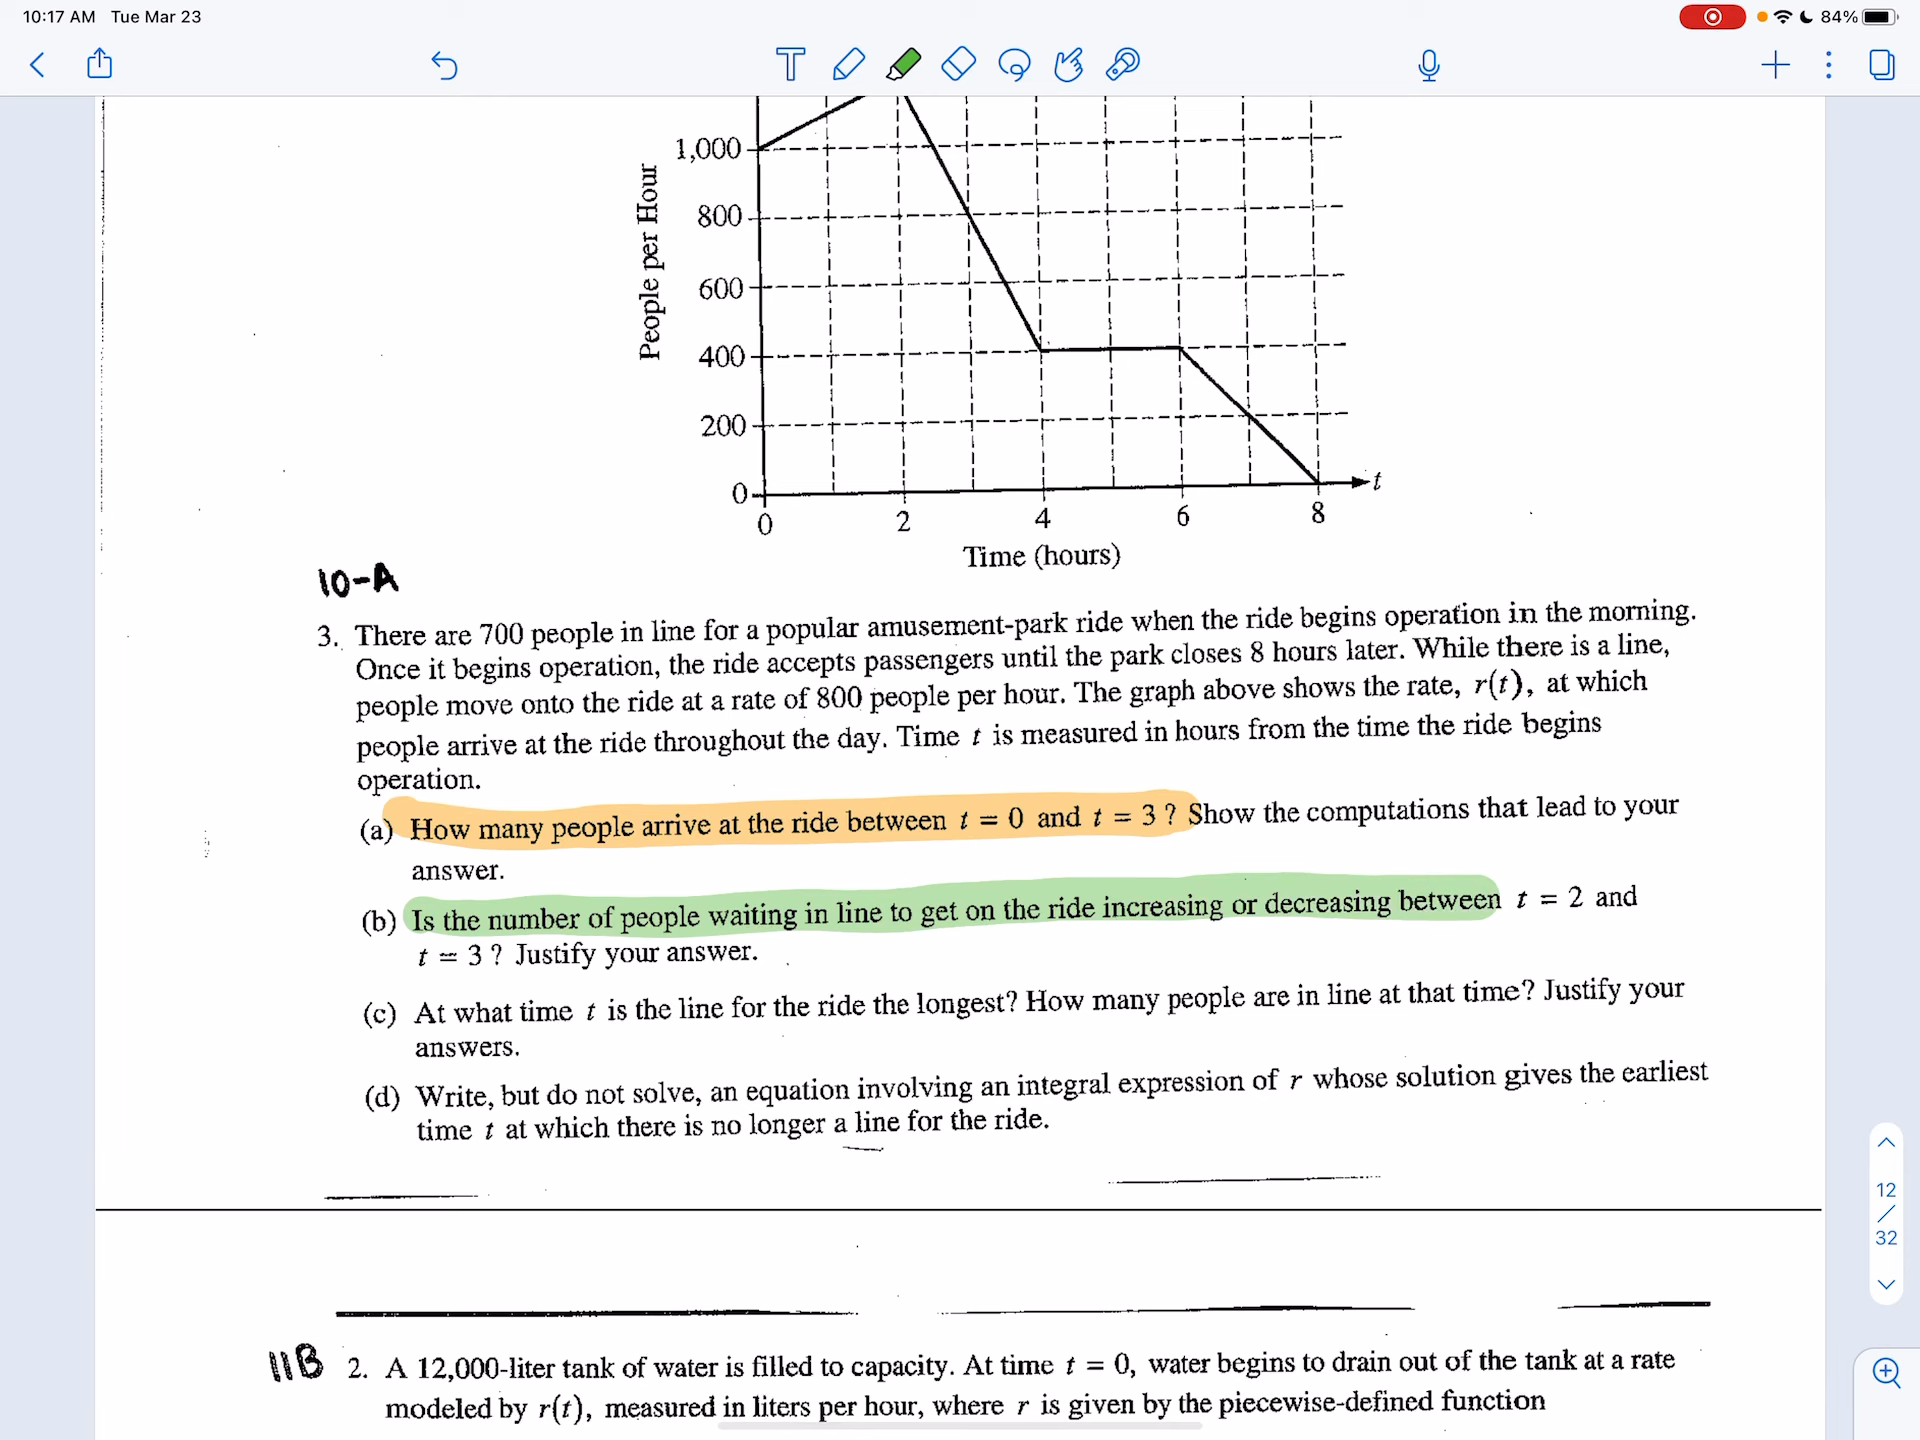 10:17 AM Tue Mar 23
84%
T
People per Hour
1,000
800
600
400
200
0
0 2 4 6 8
t
Time (hours)
10-A
3. There are 700 people in line for a popular amusement-park ride when the ride begins operation in the morning.
Once it begins operation, the ride accepts passengers until the park closes 8 hours later. While there is a line,
people move onto the ride at a rate of 800 people per hour. The graph above shows the rate, r(t), at which
people arrive at the ride throughout the day. Time t is measured in hours from the time the ride begins
operation.
(a) How many people arrive at the ride between t = 0 and t = 3 ? Show the computations that lead to your
answer.
(b) Is the number of people waiting in line to get on the ride increasing or decreasing between t = 2 and
t = 3 ? Justify your answer.
(c) At what time t is the line for the ride the longest? How many people are in line at that time? Justify your
answers.
(d) Write, but do not solve, an equation involving an integral expression of r whose solution gives the earliest
time t at which there is no longer a line for the ride.
12
/
32
11B 2. A 12,000-liter tank of water is filled to capacity. At time t = 0, water begins to drain out of the tank at a rate
modeled by r(t), measured in liters per hour, where r is given by the piecewise-defined function